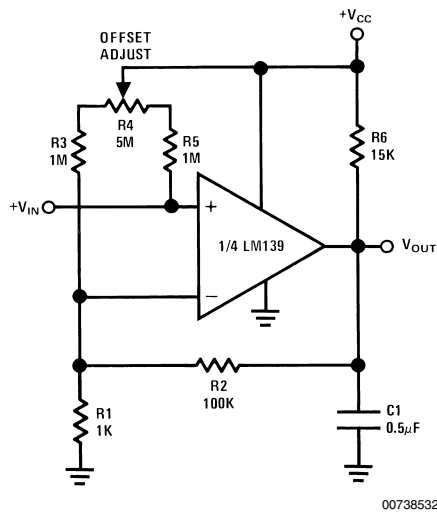 +VCC
OFFSET
ADJUST
R4
5M
R3
1M
R5
1M
R6
15K
+VIN
+
1/4 LM139
VOUT
−
R2
100K
R1
1K
C1
0.5μF
00738532